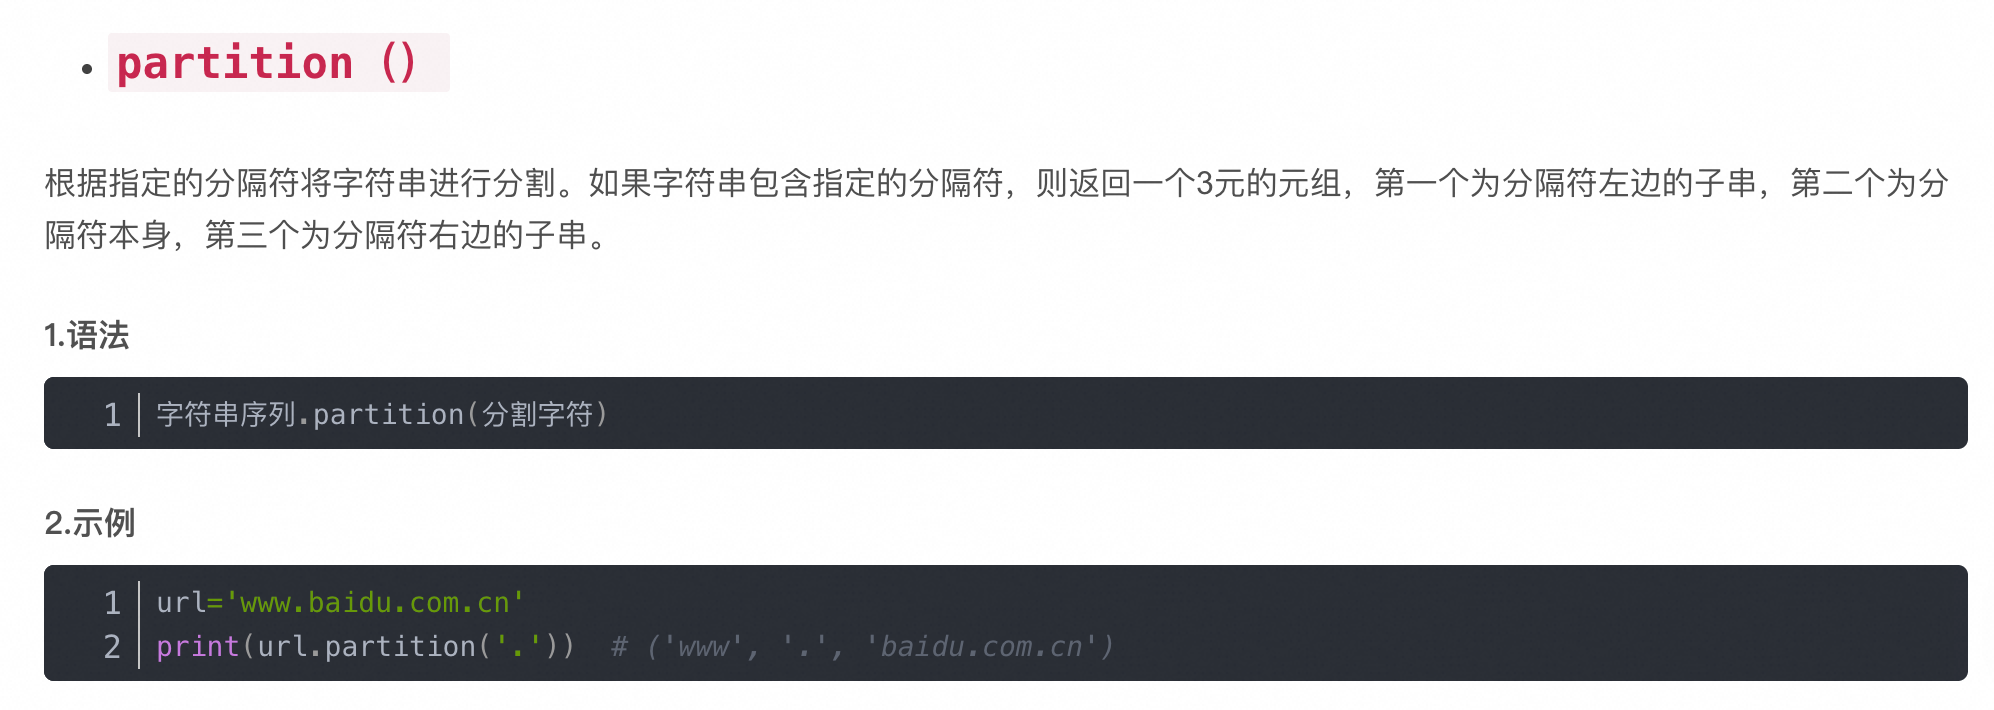 partition（）
根据指定的分隔符将字符串进行分割。如果字符串包含指定的分隔符，则返回一个3元的元组，第一个为分隔符左边的子串，第二个为分
隔符本身，第三个为分隔符右边的子串。
1.语法
1 字符串序列.partition(分割字符)
2.示例
1 url='www.baidu.com.cn'
2 print(url.partition('.'))  # ('www', '.', 'baidu.com.cn')